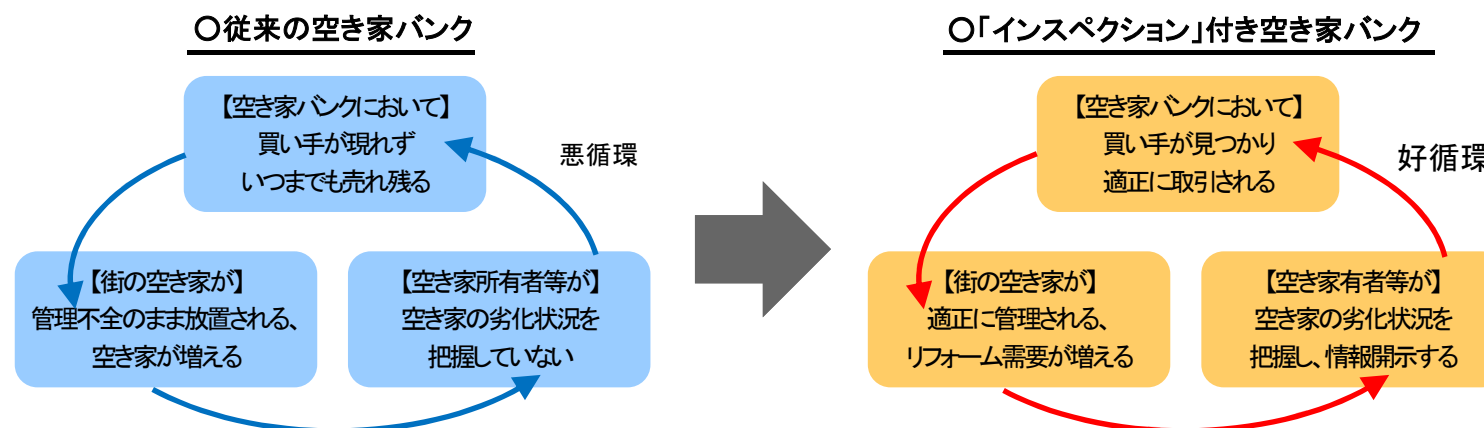 〇従来の空き家バンク
【空き家バンクにおいて】
買い手が現れず
いつまでも売れ残る
悪循環
【街の空き家が】
管理不全のまま放置される、
空き家が増える
【空き家所有者等が】
空き家の劣化状況を
把握していない
〇「インスペクション」付き空き家バンク
【空き家バンクにおいて】
買い手が見つかり
適正に取引される
好循環
【街の空き家が】
適正に管理される、
リフォーム需要が増える
【空き家有者等が】
空き家の劣化状況を
把握し、情報開示する